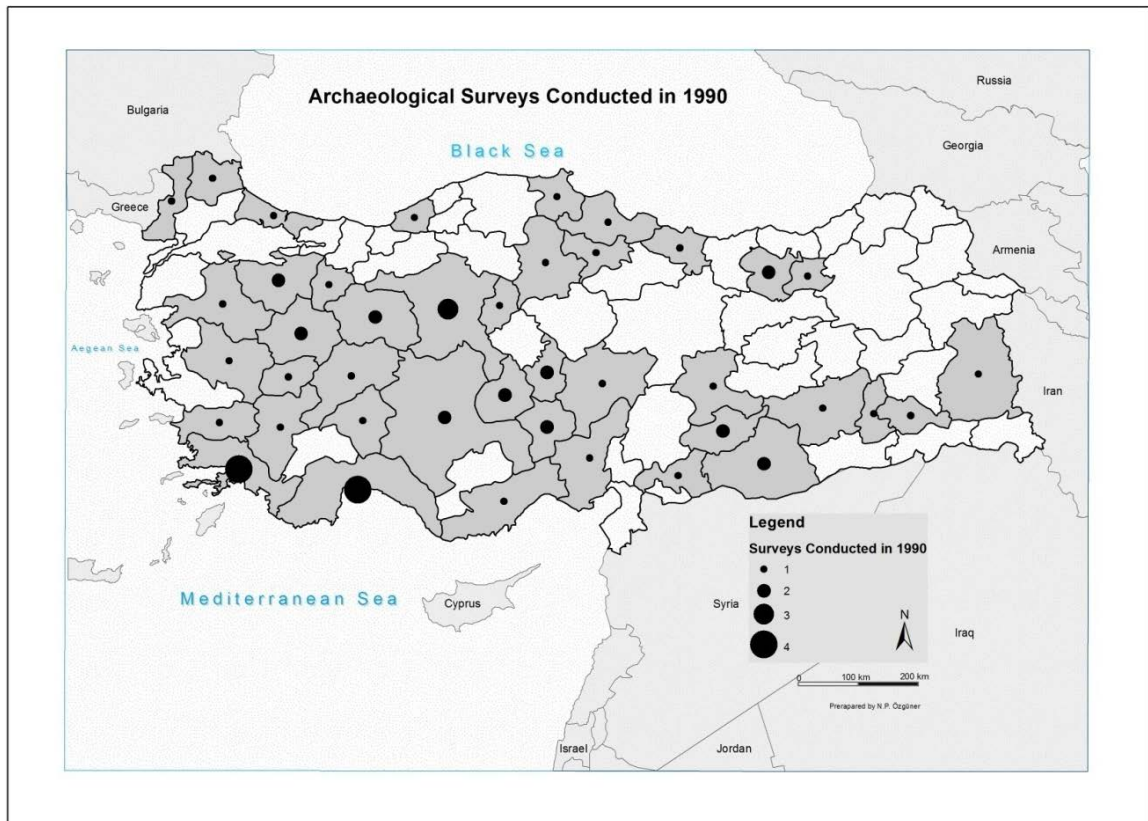 Archaeological Surveys Conducted in 1990
Russia
Bulgaria
Black Sea
Georgia
Greece
Armenia
Aegean Sea
Iran
Mediterranean Sea
Cyprus
Syria
Iraq
Israel
Jordan
Legend
Surveys Conducted in 1990
1
2
3
4
N
0 100 km 200 km
Prerapared by N.P. Özgüner